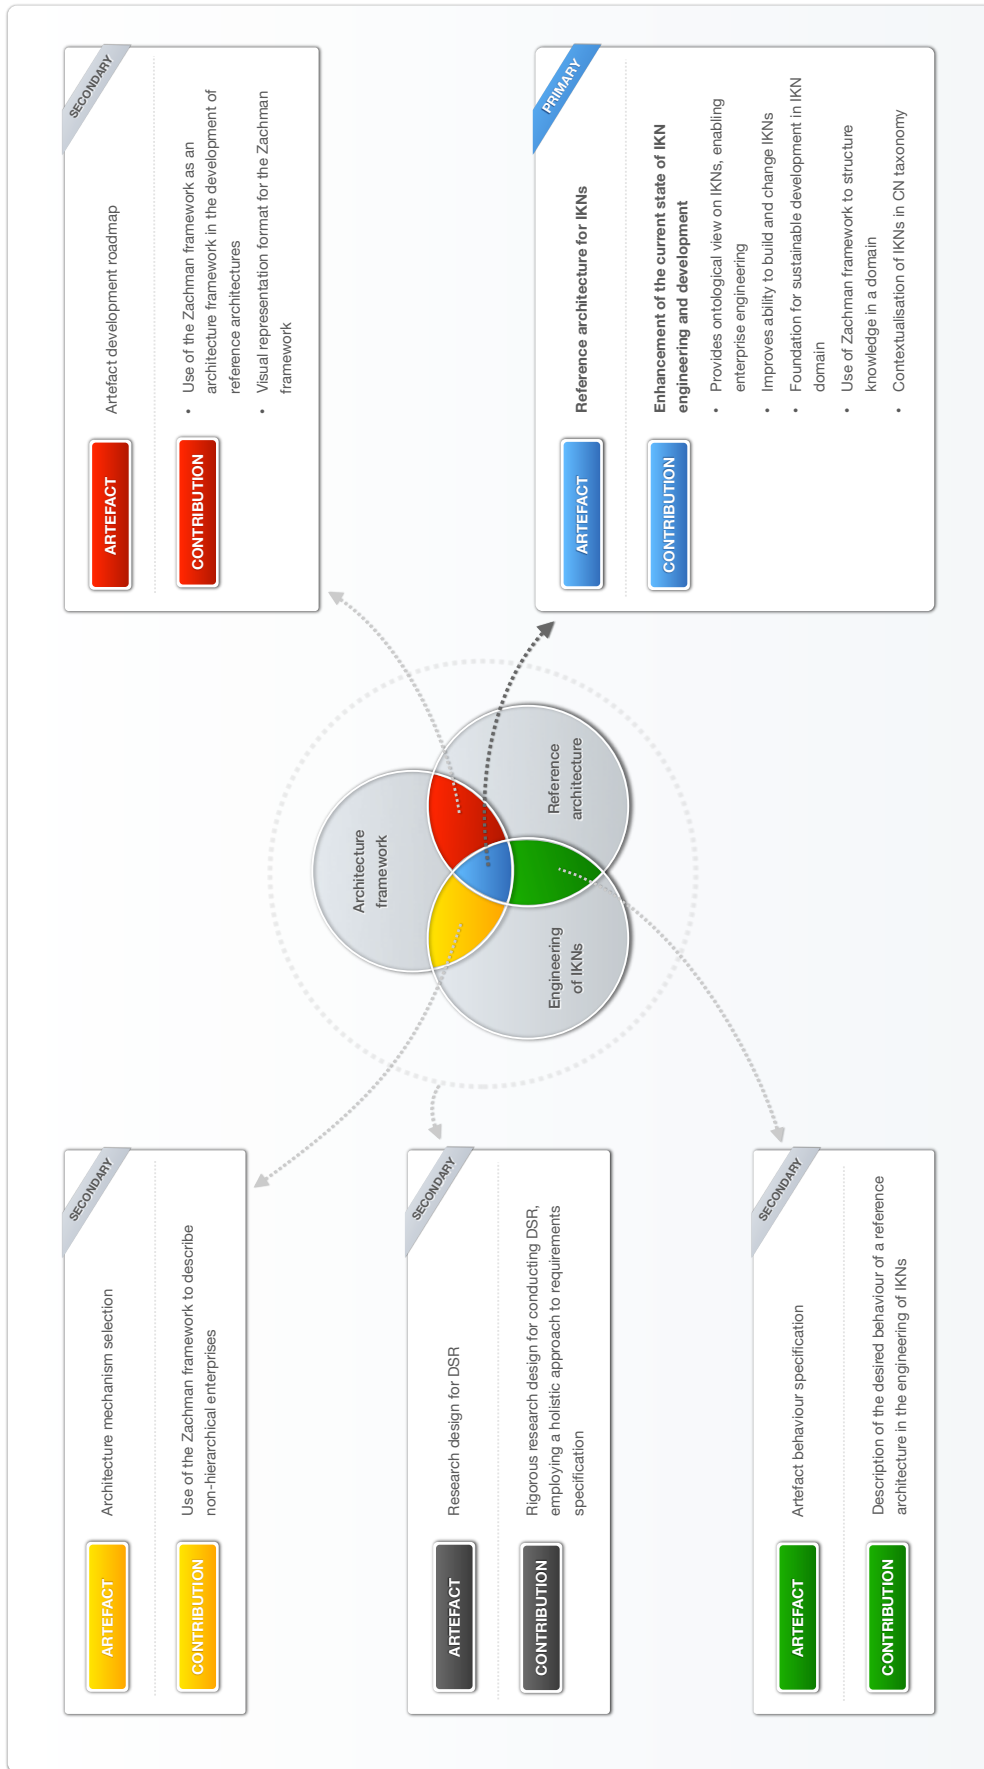 SECONDARY
ARTEFACT
Architecture mechanism selection
CONTRIBUTION
Use of the Zachman framework to describe
non-hierarchical enterprises
SECONDARY
ARTEFACT
Research design for DSR
CONTRIBUTION
Rigorous research design for conducting DSR,
employing a holistic approach to requirements
specification
SECONDARY
ARTEFACT
Artefact behaviour specification
CONTRIBUTION
Description of the desired behaviour of a reference
architecture in the engineering of IKNs
Architecture
framework
Engineering
of IKNs
Reference
architecture
SECONDARY
ARTEFACT
Artefact development roadmap
CONTRIBUTION
• Use of the Zachman framework as an
architecture framework in the development of
reference architectures
• Visual representation format for the Zachman
framework
PRIMARY
ARTEFACT
Reference architecture for IKNs
CONTRIBUTION
Enhancement of the current state of IKN
engineering and development
• Provides ontological view on IKNs, enabling
enterprise engineering
• Improves ability to build and change IKNs
• Foundation for sustainable development in IKN
domain
• Use of Zachman framework to structure
knowledge in a domain
• Contextualisation of IKNs in CN taxonomy